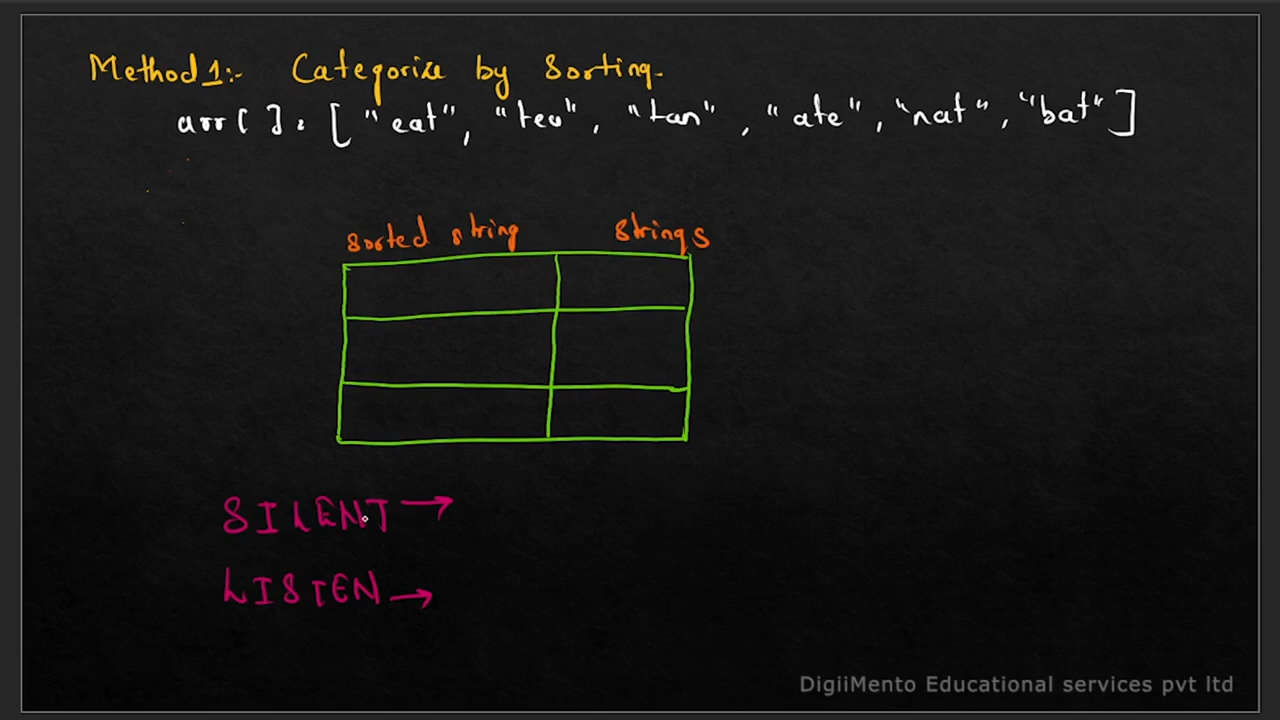 Method 1:- Categorize by Sorting-
arr[]: ["eat", "tea", "tan", "ate", "nat", "bat"]
Sorted string strings
SILENT →
LISTEN →
DigiiMento Educational services pvt ltd